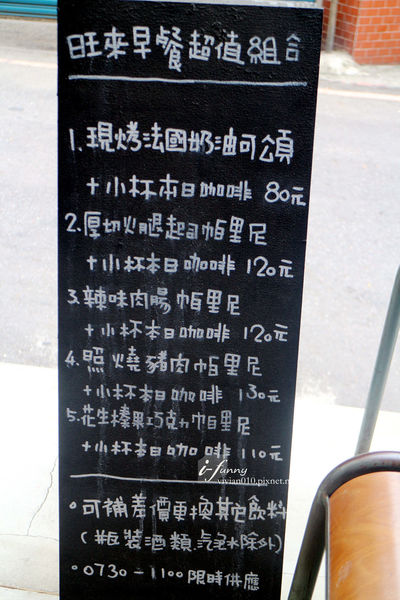 旺來早餐超值組合
1. 現烤法國奶油可頌
+小杯本日咖啡 80元
2. 厚切火腿起司帕里尼
+小杯本日咖啡 120元
3. 辣味肉腸帕里尼
+小杯本日咖啡 120元
4. 照燒豬肉帕里尼
+小杯本日咖啡 130元
5. 花生榛果巧克力帕里尼
+小杯本日咖啡 110元
i-funny
vivian010.pixnet.n
。可補差價更換其它飲料
(瓶裝酒類汽水除外)
。0730-1100限時供應